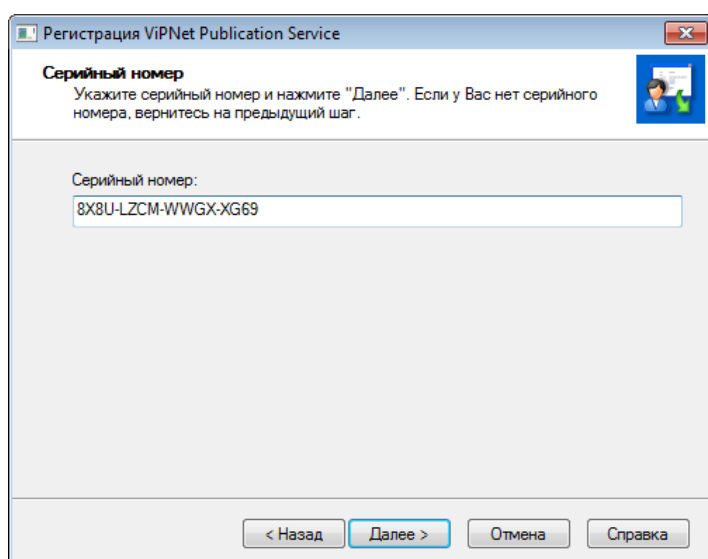 Регистрация ViPNet Publication Service
Серийный номер
Укажите серийный номер и нажмите "Далее". Если у Вас нет серийного
номера, вернитесь на предыдущий шаг.
Серийный номер:
8X8U-LZCM-WWGX-XG69
< Назад
Далее >
Отмена
Справка